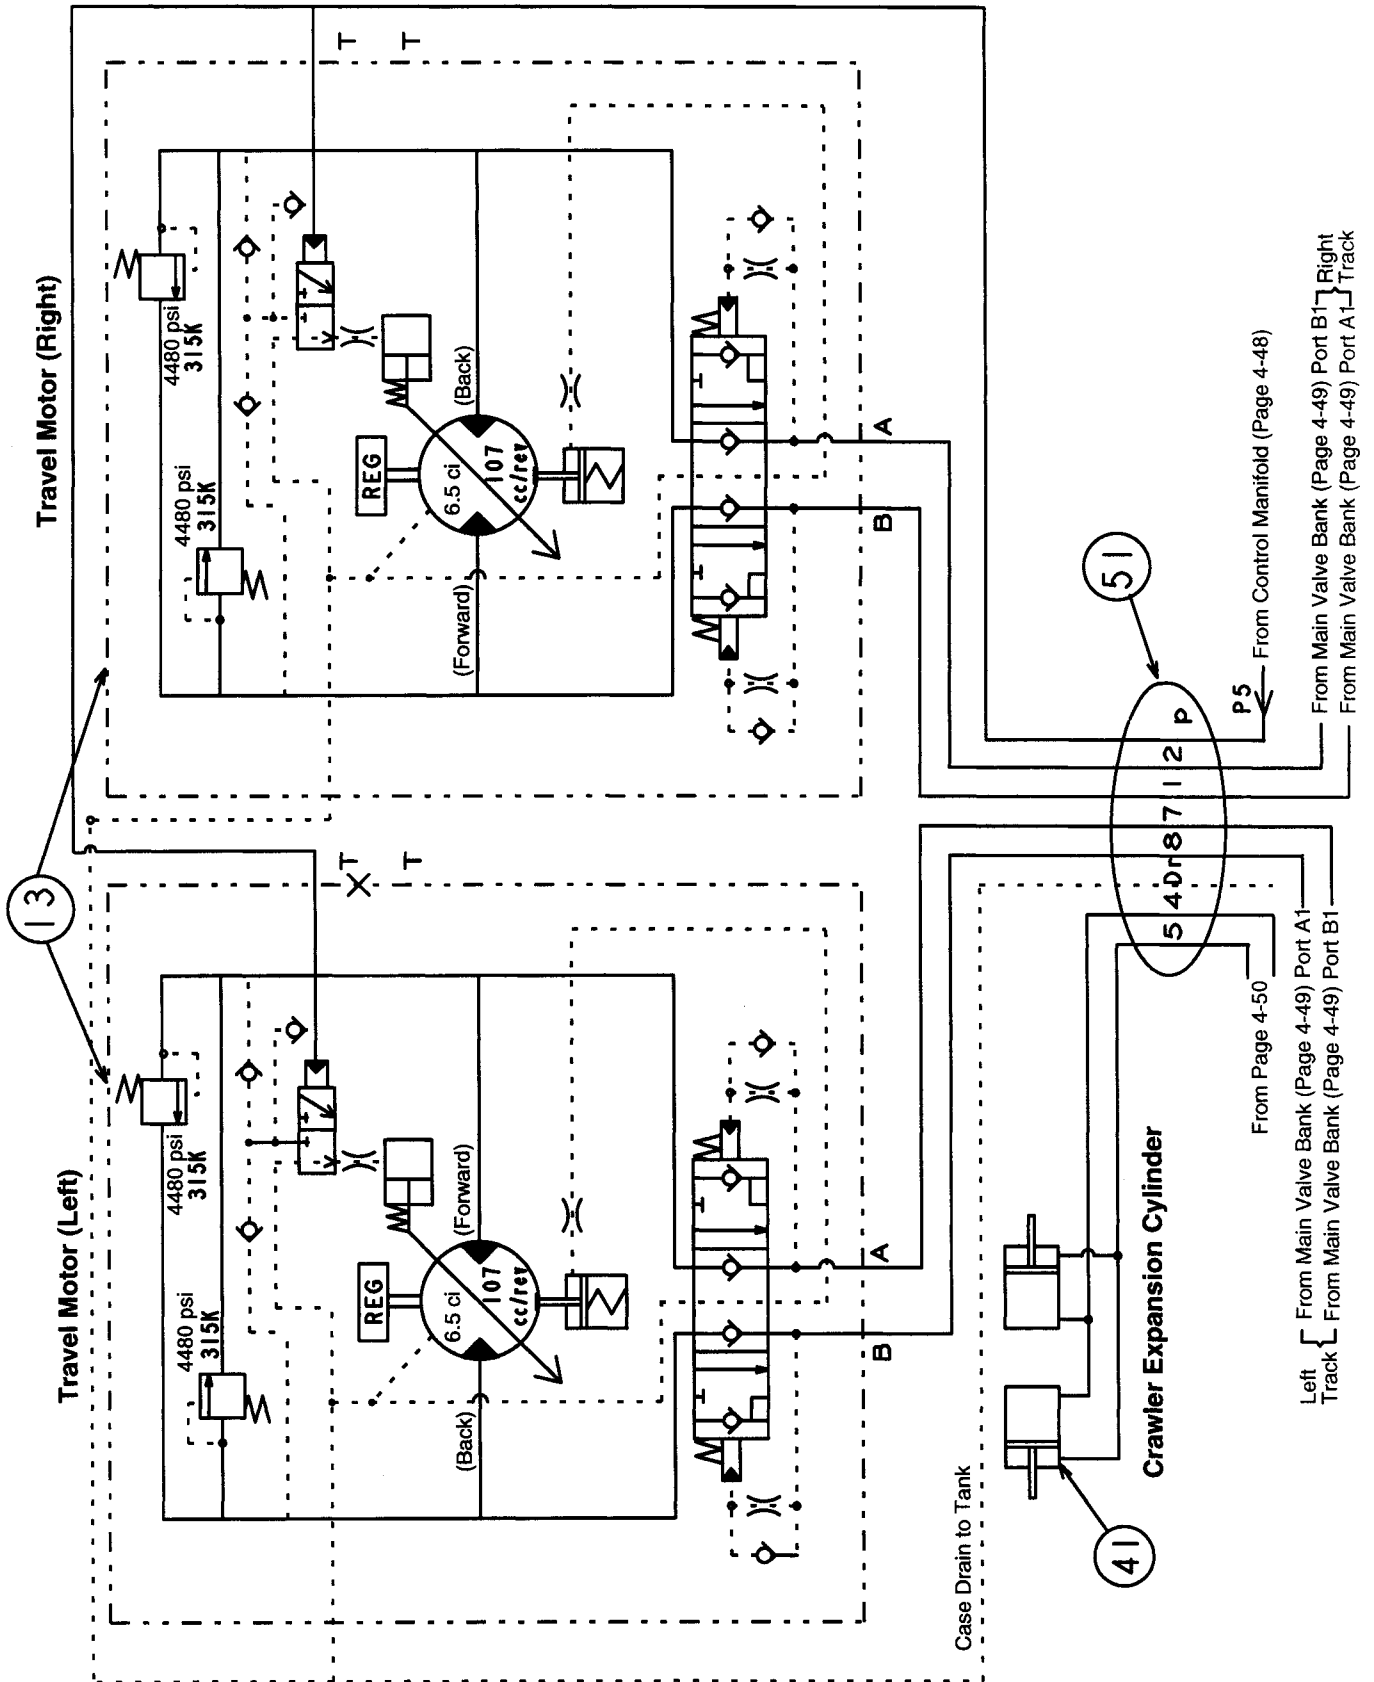 Travel Motor (Left)
Travel Motor (Right)
13
4480 psi
315K
4480 psi
315K
REG
6.5 ci
107
cc/rev
(Back)
(Forward)
B
A
X
T
T
4480 psi
315K
4480 psi
315K
REG
6.5 ci
107
cc/rev
(Forward)
(Back)
B
A
T
T
Case Drain to Tank
41
Crawler Expansion Cylinder
51
5 4 Dr 8 7 1 2 P
P5
From Control Manifold (Page 4-48)
From Page 4-50
Left
Track
From Main Valve Bank (Page 4-49) Port A1
From Main Valve Bank (Page 4-49) Port B1
From Main Valve Bank (Page 4-49) Port B1
From Main Valve Bank (Page 4-49) Port A1
Right
Track